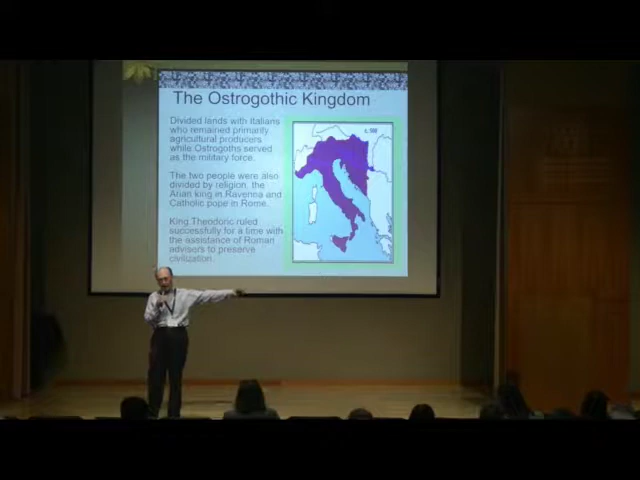 The Ostrogothic Kingdom
Divided lands with Italians
who remained primarily
agricultural producers
while Ostrogoths served
as the military force.
The two people were also
divided by religion, the
Arian king in Ravenna and
Catholic pope in Rome.
King Theodoric ruled
successfully for a time with
the assistance of Roman
advisors to preserve
civilization.
c. 500